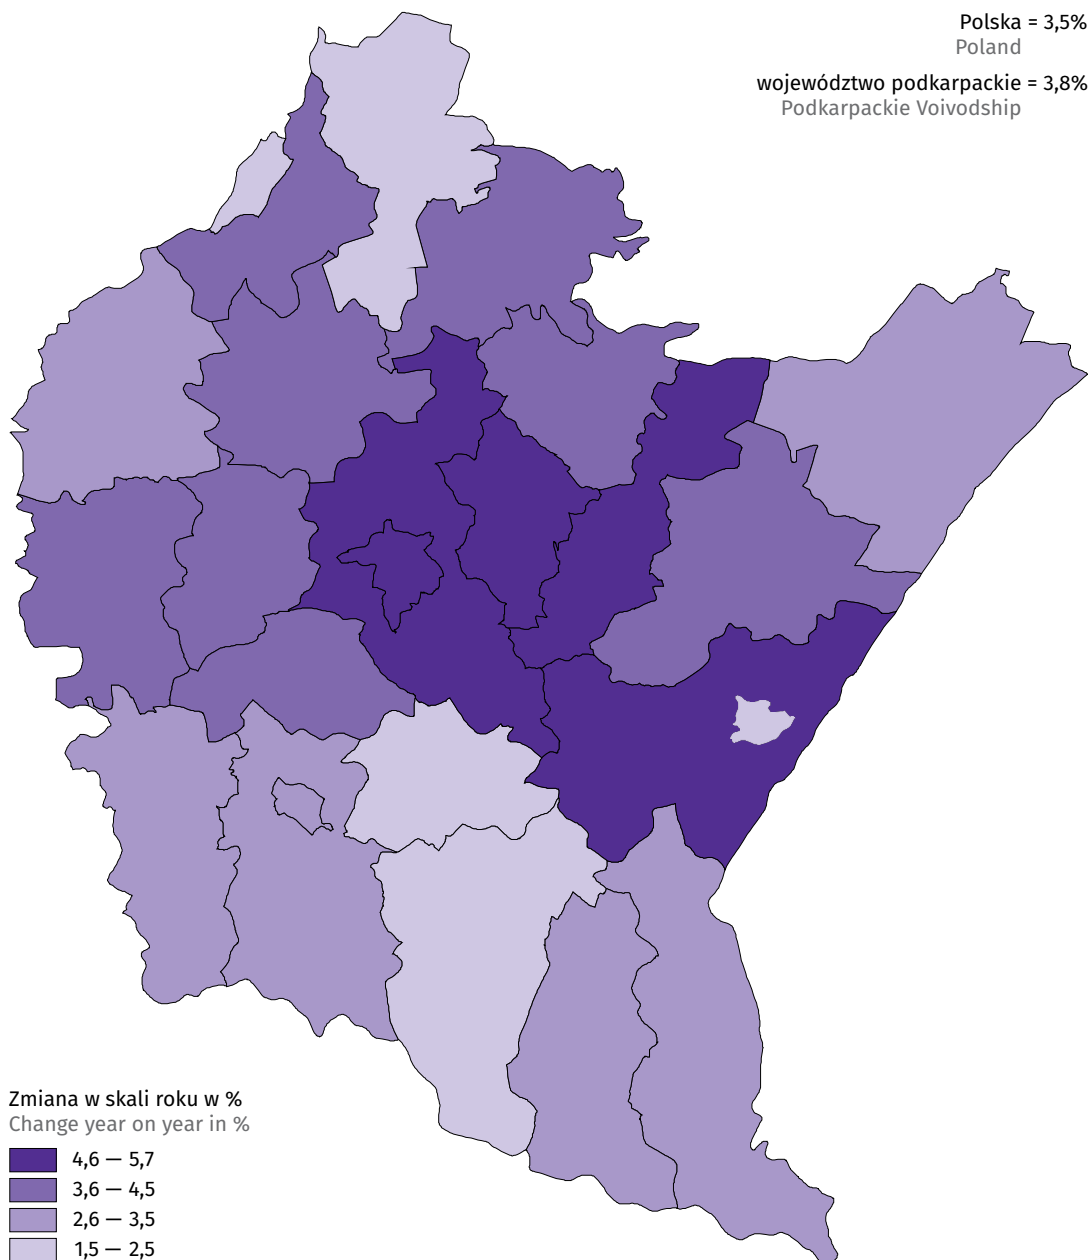 Polska = 3,5%
Poland
województwo podkarpackie = 3,8%
Podkarpackie Voivodship
Zmiana w skali roku w %
Change year on year in %
4,6 — 5,7
3,6 — 4,5
2,6 — 3,5
1,5 — 2,5